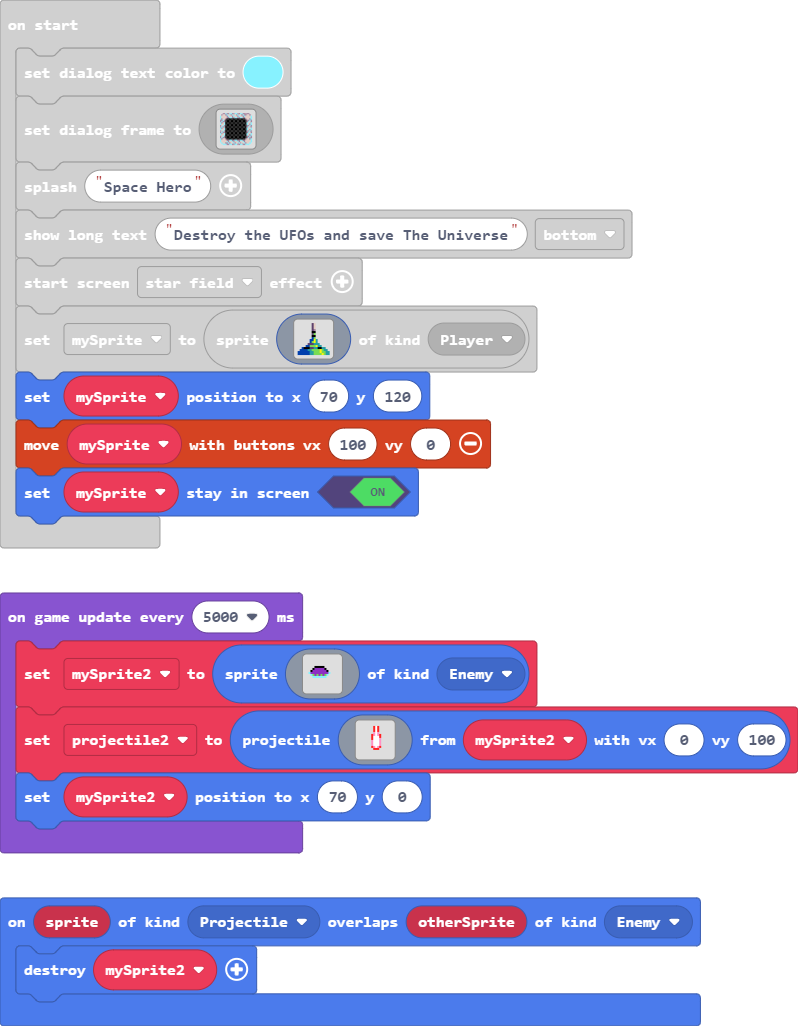 on start
set dialog text color to
set dialog frame to
splash "Space Hero"
show long text "Destroy the UFOs and save The Universe" bottom
start screen star field effect
set mySprite to sprite of kind Player
set mySprite position to x 70 y 120
move mySprite with buttons vx 100 vy 0
set mySprite stay in screen ON
on game update every 5000 ms
set mySprite2 to sprite of kind Enemy
set projectile2 to projectile from mySprite2 with vx 0 vy 100
set mySprite2 position to x 70 y 0
on sprite of kind Projectile overlaps otherSprite of kind Enemy
destroy mySprite2